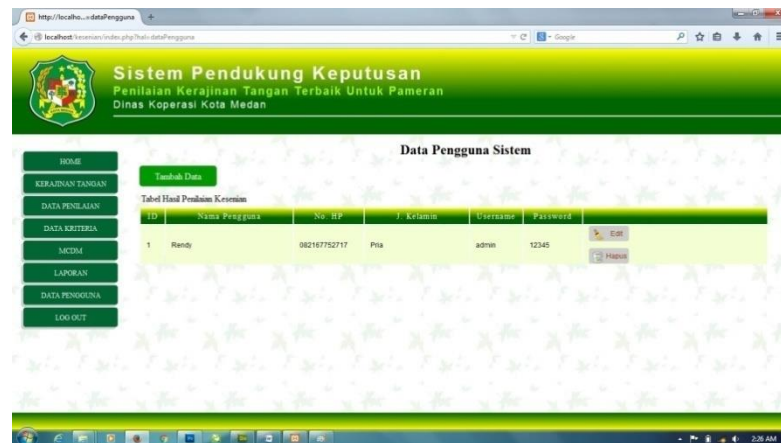 http://localho...=dataPengguna
localhost/kesenian/index.php?hal=dataPengguna
Google
Sistem Pendukung Keputusan
Penilaian Kerajinan Tangan Terbaik Untuk Pameran
Dinas Koperasi Kota Medan
Data Pengguna Sistem
HOME
KERAJINAN TANGAN
DATA PENILAIAN
DATA KRITERIA
MCDM
LAPORAN
DATA PENGGUNA
LOG OUT
Tambah Data
Tabel Hasil Penilaian Kesenian
ID Nama Pengguna No. HP J. Kelamin Username Password
1 Rendy 082167752717 Pria admin 12345
Edit
Hapus
2:26 AM